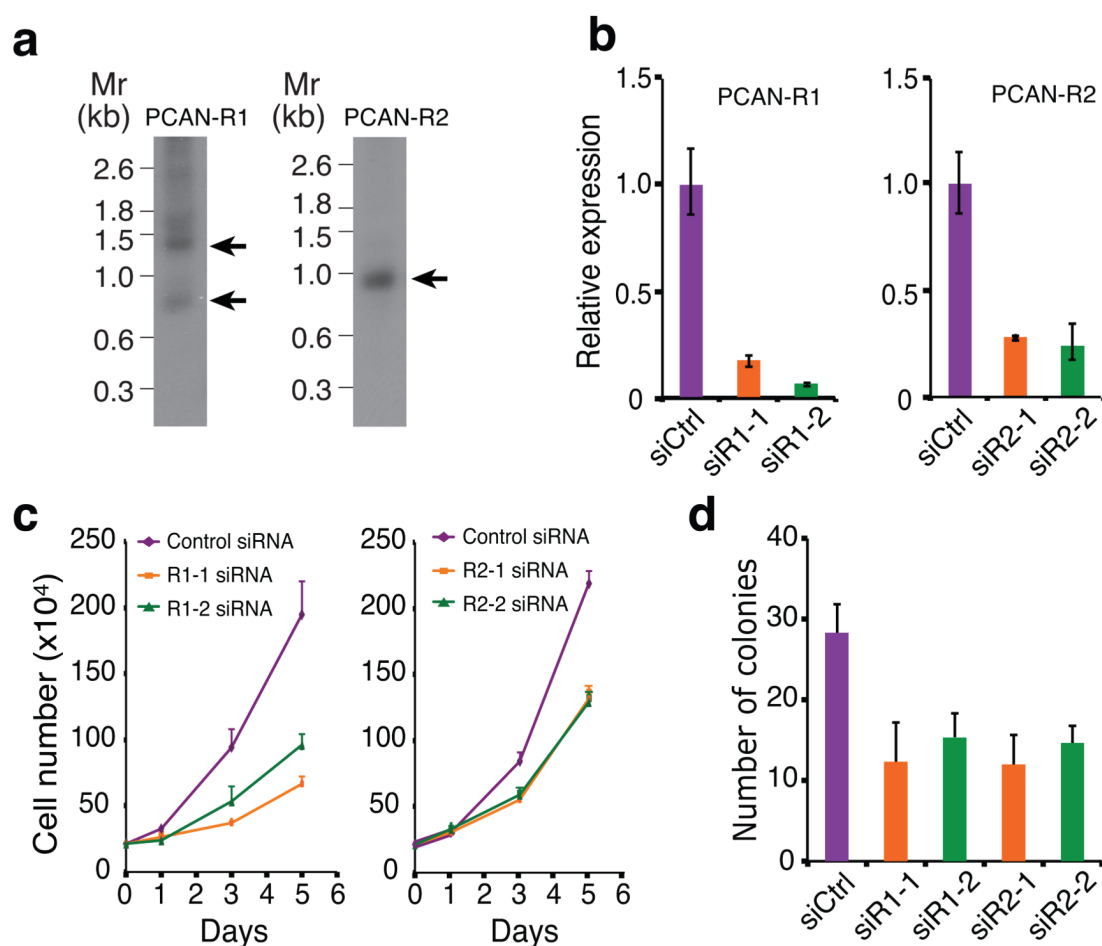 a
Mr
(kb)
PCAN-R1
2.6
1.8
1.5
1.0
0.6
0.3
Mr
(kb)
PCAN-R2
2.6
1.8
1.5
1.0
0.6
0.3
b
Relative expression
1.5
1.0
0.5
0
PCAN-R1
siCtrl
siR1-1
siR1-2
1.5
1.0
0.5
0
PCAN-R2
siCtrl
siR2-1
siR2-2
c
Cell number (x10⁴)
250
200
150
100
50
0
Control siRNA
R1-1 siRNA
R1-2 siRNA
0 1 2 3 4 5 6
Days
250
200
150
100
50
0
Control siRNA
R2-1 siRNA
R2-2 siRNA
0 1 2 3 4 5 6
Days
d
Number of colonies
40
30
20
10
0
siCtrl
siR1-1
siR1-2
siR2-1
siR2-2